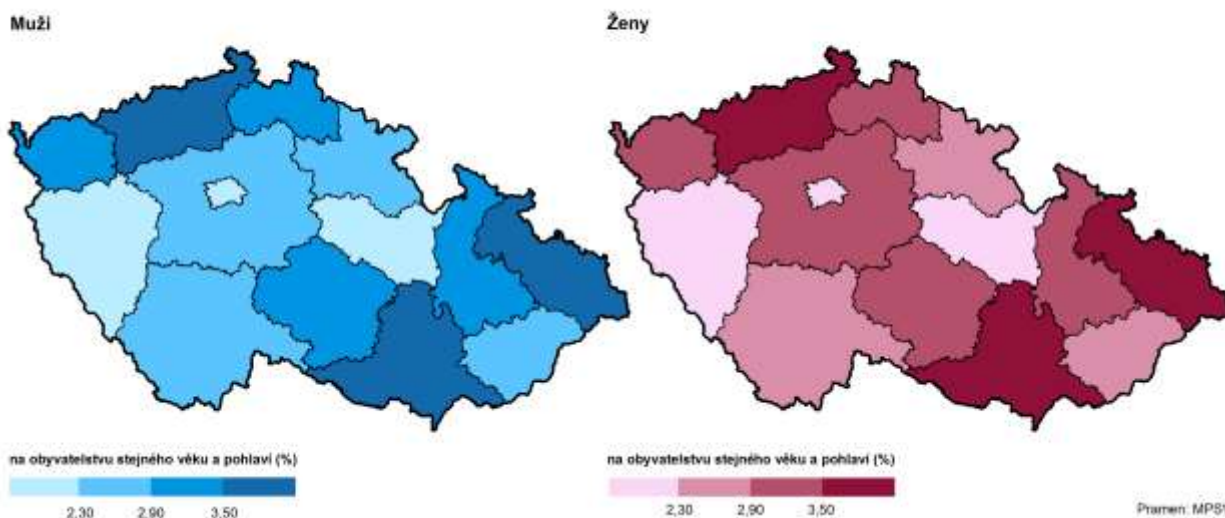 Muži
Ženy
na obyvatelstvu stejného věku a pohlaví (%)
2,30 2,90 3,50
na obyvatelstvu stejného věku a pohlaví (%)
2,30 2,90 3,50
Pramen: